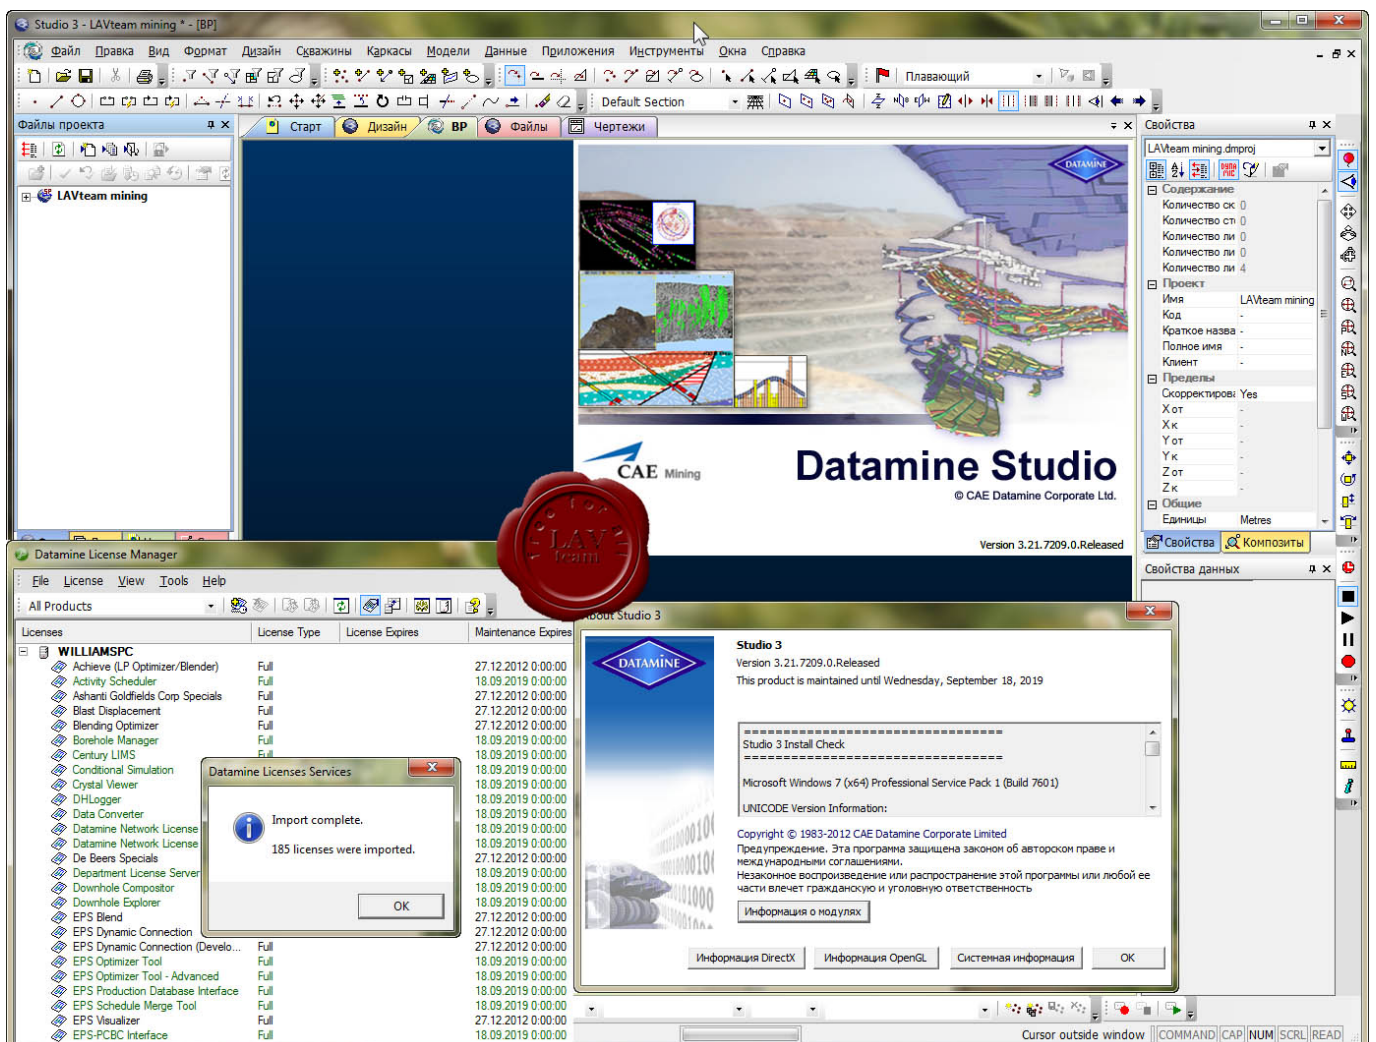 Studio 3 - LAVteam mining * - [BP]
Файл Правка Вид Формат Дизайн Скважины Каркасы Модели Данные Приложения Инструменты Окна Справка
Плавающий
Default Section
Файлы проекта
Старт Дизайн BP Файлы Чертежи
Свойства
LAVteam mining
LAVteam mining.dmproj
Содержание
Количество ск 0
Количество ст 0
Количество ли 0
Количество ли 0
Количество ли 4
Проект
Имя LAVteam mining
Код -
Краткое назва -
Полное имя -
Клиент -
Пределы
Скорректиров Yes
X от -
X к -
Y от -
Y к -
Z от -
Z к -
Общие
Единицы Metres
Свойства Композиты
Свойства данных
DATAMINE
CAE Mining
Datamine Studio
© CAE Datamine Corporate Ltd.
Version 3.21.7209.0.Released
LAV
team
Datamine License Manager
File License View Tools Help
All Products
Licenses License Type License Expires Maintenance Expires
WILLIAMSPC
Achieve (LP Optimizer/Blender) Full 27.12.2012 0:00:00
Activity Scheduler Full 18.09.2019 0:00:00
Ashanti Goldfields Corp Specials Full 27.12.2012 0:00:00
Blast Displacement Full 27.12.2012 0:00:00
Blending Optimizer Full 27.12.2012 0:00:00
Borehole Manager Full 18.09.2019 0:00:00
Century LIMS Full 18.09.2019 0:00:00
Conditional Simulation 18.09.2019 0:00:00
Crystal Viewer 18.09.2019 0:00:00
DHLogger 18.09.2019 0:00:00
Data Converter 18.09.2019 0:00:00
Datamine Network License 18.09.2019 0:00:00
Datamine Network License 18.09.2019 0:00:00
De Beers Specials 27.12.2012 0:00:00
Department License Server 18.09.2019 0:00:00
Downhole Compositor 18.09.2019 0:00:00
Downhole Explorer 18.09.2019 0:00:00
EPS Blend 27.12.2012 0:00:00
EPS Dynamic Connection 27.12.2012 0:00:00
EPS Dynamic Connection (Develo... Full 27.12.2012 0:00:00
EPS Optimizer Tool Full 18.09.2019 0:00:00
EPS Optimizer Tool - Advanced Full 18.09.2019 0:00:00
EPS Production Database Interface Full 18.09.2019 0:00:00
EPS Schedule Merge Tool Full 18.09.2019 0:00:00
EPS Visualizer Full 27.12.2012 0:00:00
EPS-PCBC Interface Full 18.09.2019 0:00:00
Datamine Licenses Services
Import complete.
185 licenses were imported.
OK
About Studio 3
DATAMINE
Studio 3
Version 3.21.7209.0.Released
This product is maintained until Wednesday, September 18, 2019
==================================
Studio 3 Install Check
==================================
Microsoft Windows 7 (x64) Professional Service Pack 1 (Build 7601)
UNICODE Version Information:
Copyright © 1983-2012 CAE Datamine Corporate Limited
Предупреждение. Эта программа защищена законом об авторском праве и
международными соглашениями.
Незаконное воспроизведение или распространение этой программы или любой ее
части влечет гражданскую и уголовную ответственность
Информация о модулях
Информация DirectX Информация OpenGL Системная информация OK
Cursor outside window COMMAND CAP NUM SCRL READ